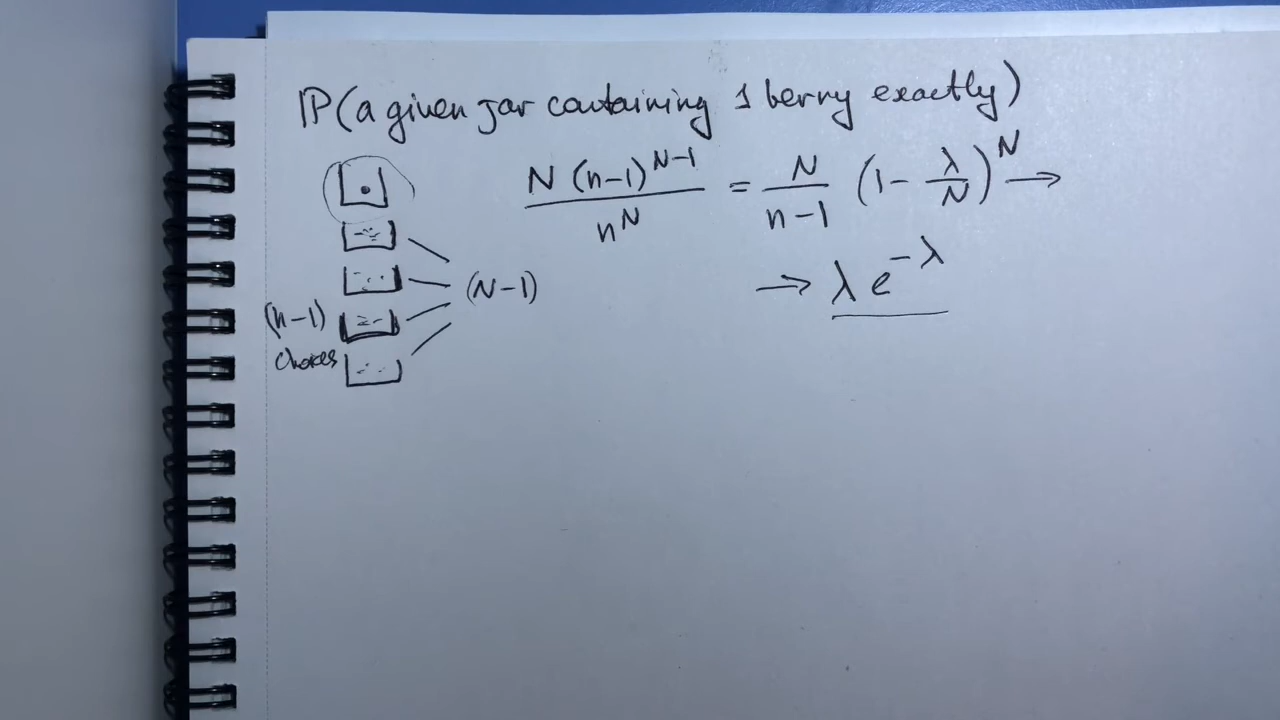 ℙ(a given jar containing 1 berry exactly)
N (n-1)^{N-1} / n^N = N / (n-1) (1 - λ/N)^N →
→ λ e^{-λ}
(N-1)
(n-1)
choices